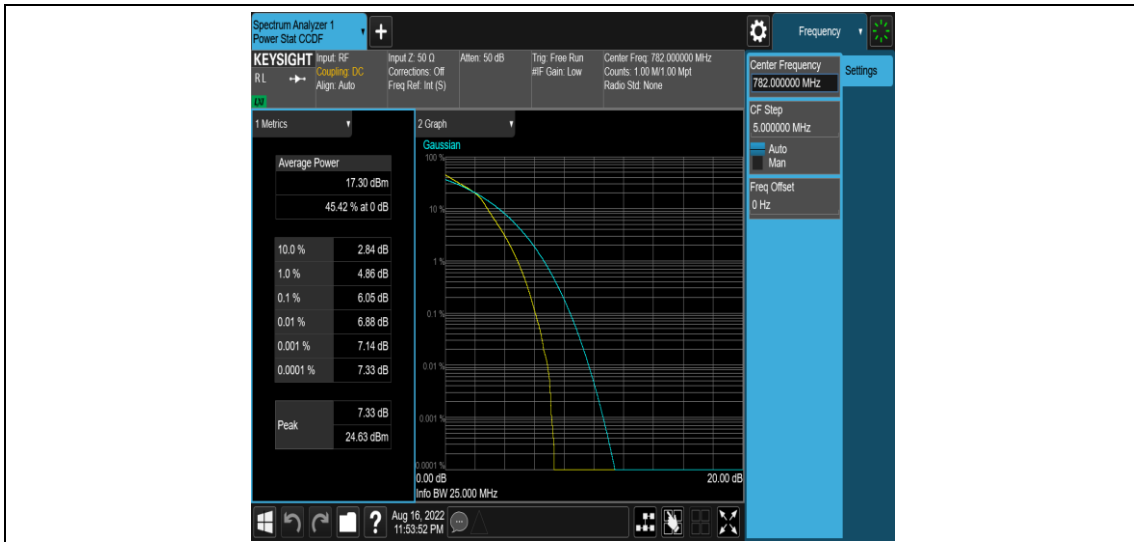 Spectrum Analyzer 1
Power Stat CCDF
+
Frequency
KEYSIGHT
RL
LXI
Input: RF
Coupling: DC
Align: Auto
Input Z: 50 Ω
Corrections: Off
Freq Ref: Int (S)
Atten: 50 dB
Trig: Free Run
#IF Gain: Low
Center Freq: 782.000000 MHz
Counts: 1.00 M/1.00 Mpt
Radio Std: None
Center Frequency
782.000000 MHz
Settings
CF Step
5.000000 MHz
Auto
Man
Freq Offset
0 Hz
1 Metrics
Average Power
17.30 dBm
45.42 % at 0 dB
10.0 % 2.84 dB
1.0 % 4.86 dB
0.1 % 6.05 dB
0.01 % 6.88 dB
0.001 % 7.14 dB
0.0001 % 7.33 dB
Peak
7.33 dB
24.63 dBm
2 Graph
Gaussian
100 %
10 %
1 %
0.1 %
0.01 %
0.001 %
0.0001 %
0.00 dB 20.00 dB
Info BW 25.000 MHz
?
Aug 16, 2022
11:53:52 PM